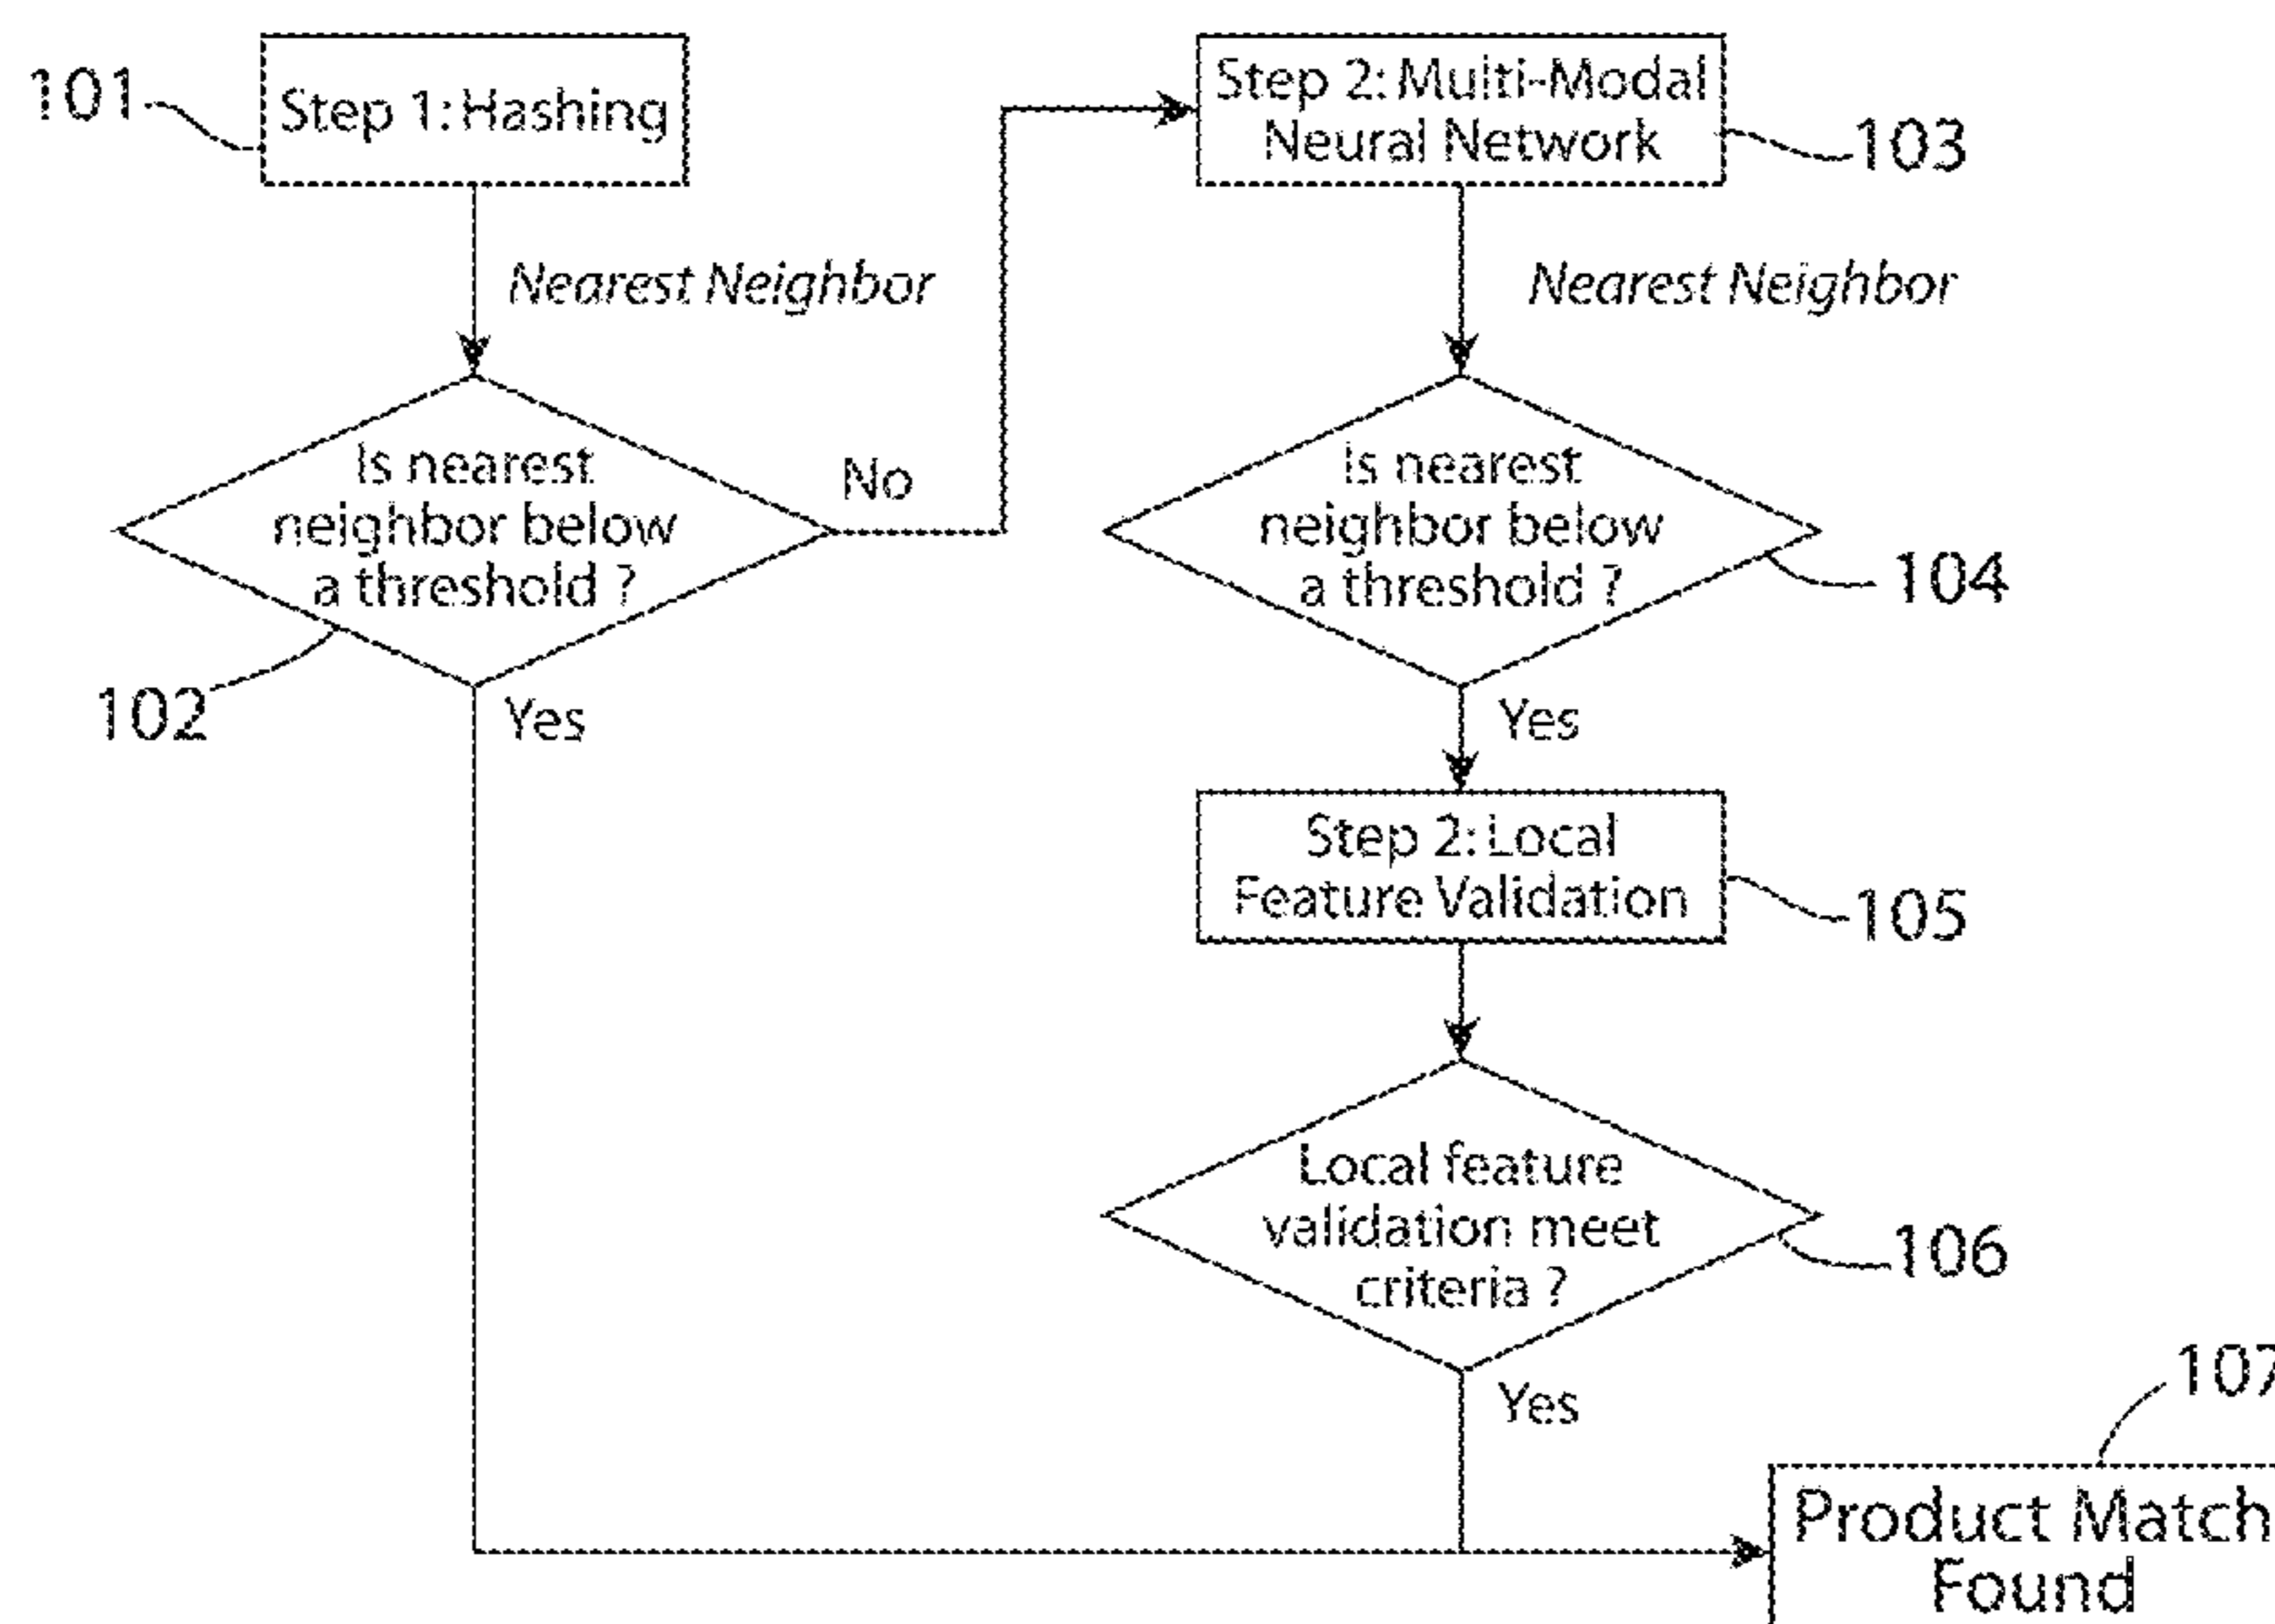 101
Step 1: Hashing
Nearest Neighbor
Is nearest
neighbor below
a threshold ?
102
No
Yes
Step 2: Multi-Modal
Neural Network
103
Nearest Neighbor
Is nearest
neighbor below
a threshold ?
104
Yes
Step 2: Local
Feature Validation
105
Local feature
validation meet
criteria ?
106
Yes
107
Product Match
Found